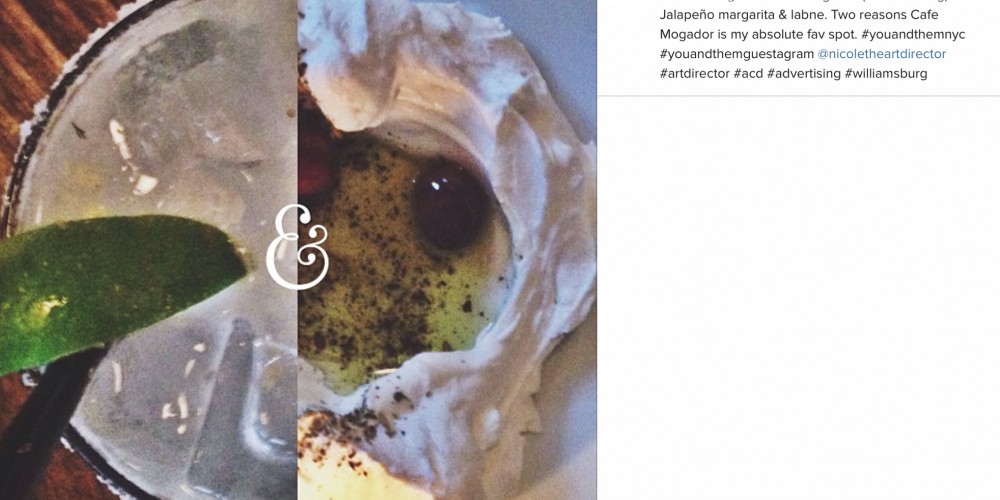 &
Jalapeño margarita & labne. Two reasons Cafe
Mogador is my absolute fav spot. #youandthemnyc
#youandthemguestagram @nicoletheartdirector
#artdirector #acd #advertising #williamsburg